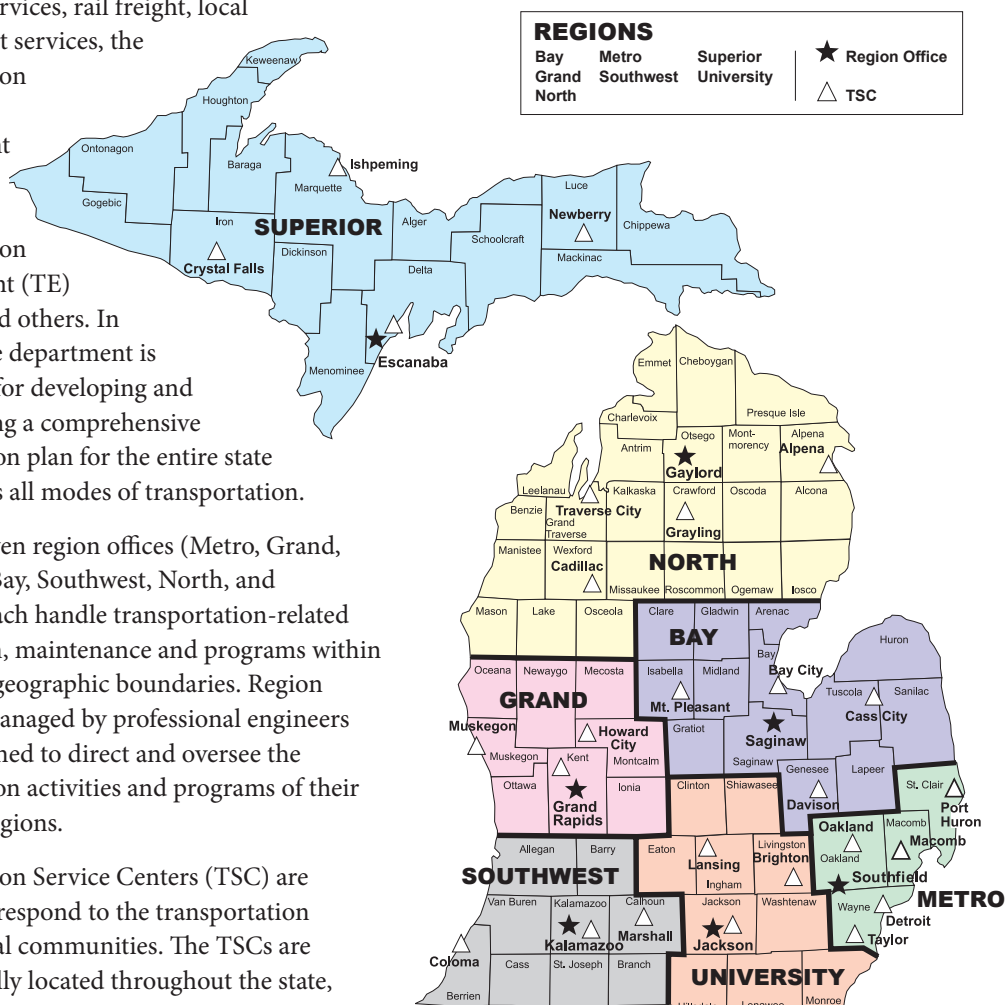 rvices, rail freight, local
t services, the
on
nt
on
nt (TE)
d others. In
e department is
for developing and
ng a comprehensive
on plan for the entire state
s all modes of transportation.
ven region offices (Metro, Grand,
Bay, Southwest, North, and
ach handle transportation-related
n, maintenance and programs within
geographic boundaries. Region
anaged by professional engineers
ned to direct and oversee the
on activities and programs of their
gions.
on Service Centers (TSC) are
respond to the transportation
al communities. The TSCs are
lly located throughout the state,
REGIONS
Bay Metro Superior
Grand Southwest University
North
Region Office
TSC
Keweenaw
Houghton
Ontonagon
Baraga
Ishpeming
Marquette
Gogebic
Iron
SUPERIOR
Alger
Luce
Newberry
Chippewa
Schoolcraft
Dickinson
Crystal Falls
Mackinac
Delta
Escanaba
Menominee
Emmet
Cheboygan
Presque Isle
Charlevoix
Antrim
Otsego
Mont-
morency
Alpena
Alpena
Gaylord
Leelanau
Kalkaska
Crawford
Oscoda
Alcona
Benzie
Traverse City
Grand
Traverse
Grayling
Manistee
Wexford
Cadillac
NORTH
Missaukee
Roscommon
Ogemaw
Iosco
Mason
Lake
Osceola
Clare
Gladwin
Arenac
BAY
Huron
Bay
Bay City
Oceana
Newaygo
Mecosta
Isabella
Midland
Tuscola
Sanilac
GRAND
Mt. Pleasant
Cass City
Muskegon
Howard
City
Gratiot
Saginaw
Muskegon
Kent
Montcalm
Saginaw
Genesee
Lapeer
Ottawa
Ionia
Clinton
Shiawasee
St. Clair
Grand
Rapids
Davison
Port
Huron
Oakland
Macomb
Macomb
Allegan
Barry
Eaton
Lansing
Livingston
Brighton
Oakland
SOUTHWEST
Ingham
Southfield
METRO
Van Buren
Kalamazoo
Calhoun
Jackson
Washtenaw
Wayne
Detroit
Kalamazoo
Marshall
Jackson
Taylor
Coloma
Cass
St. Joseph
Branch
UNIVERSITY
Berrien
Hillsdale
Lenawee
Monroe